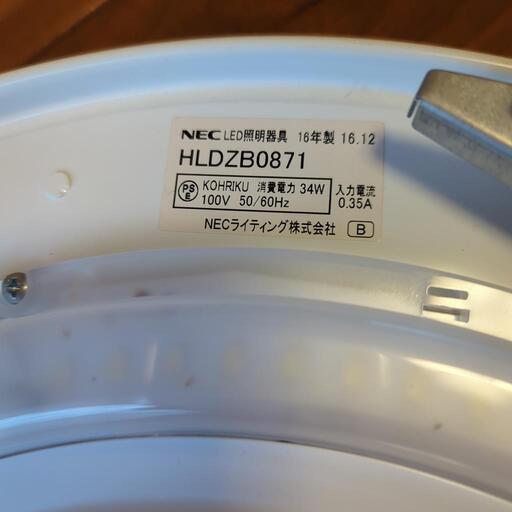 NEC LED照明器具 16年製 16.12
HLDZB0871
PS E KOHRIKU 消費電力 34W 入力電流
100V 50/60Hz 0.35A
NECライティング株式会社 B